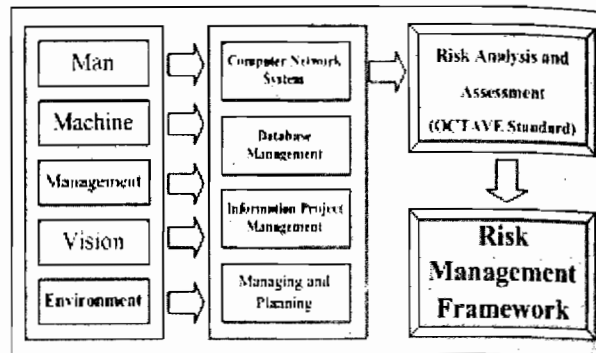 Man
Machine
Management
Vision
Environment
Computer Network
System
Database
Management
Information Project
Management
Managing and
Planning
Risk Analysis and
Assessment
(OCTAVE Standard)
Risk
Management
Framework